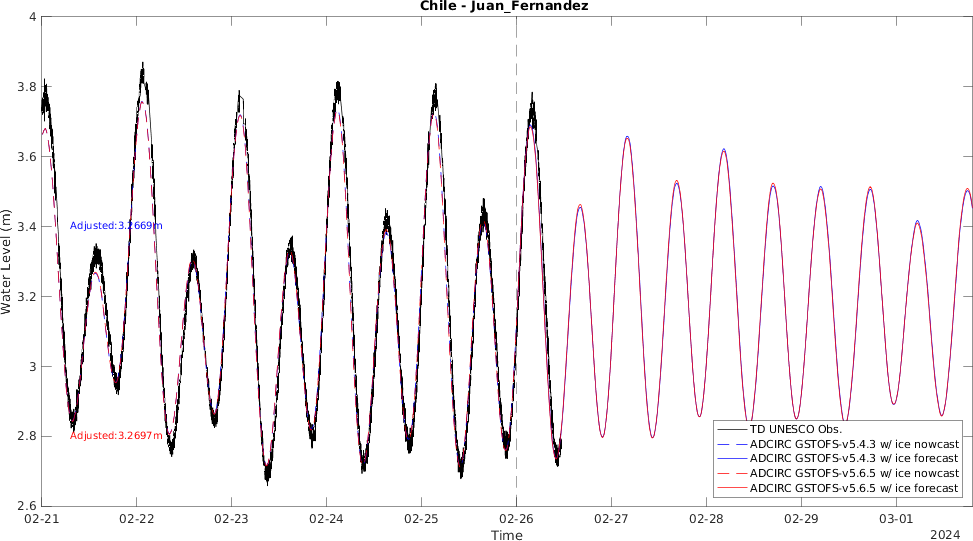 Chile - Juan_Fernandez
Water Level (m)
4
3.8
3.6
3.4
3.2
3
2.8
2.6
Adjusted:3.2669m
Adjusted:3.2697m
TD UNESCO Obs.
ADCIRC GSTOFS-v5.4.3 w/ ice nowcast
ADCIRC GSTOFS-v5.4.3 w/ ice forecast
ADCIRC GSTOFS-v5.6.5 w/ ice nowcast
ADCIRC GSTOFS-v5.6.5 w/ ice forecast
02-21 02-22 02-23 02-24 02-25 02-26 02-27 02-28 02-29 03-01
Time
2024